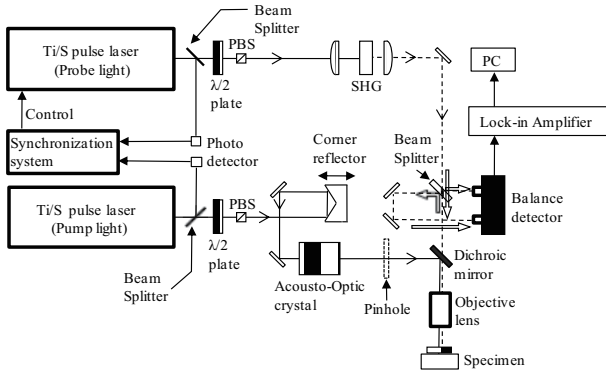 Beam
Splitter
Ti/S pulse laser
(Probe light)
PBS
λ/2
plate
SHG
PC
Control
Lock-in Amplifier
Synchronization
system
Photo
detector
Corner
reflector
Beam
Splitter
Balance
detector
Ti/S pulse laser
(Pump light)
PBS
λ/2
plate
Beam
Splitter
Acousto-Optic
crystal
Pinhole
Dichroic
mirror
Objective
lens
Specimen